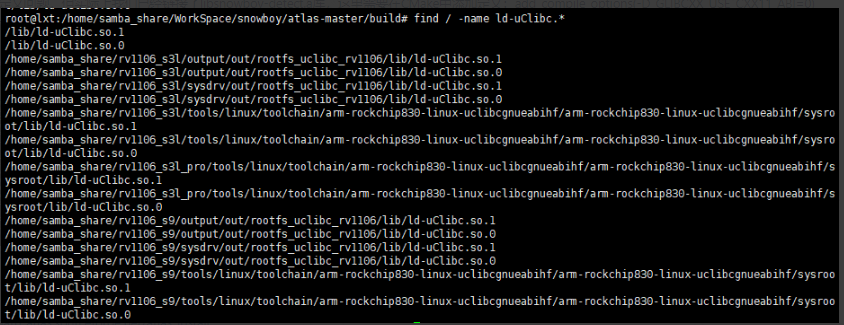 root@lxt:/home/samba_share/WorkSpace/snowboy/atlas-master/build# find / -name ld-uClibc.*
/lib/ld-uClibc.so.1
/lib/ld-uClibc.so.0
/home/samba_share/rv1106_s3l/output/out/rootfs_uclibc_rv1106/lib/ld-uClibc.so.1
/home/samba_share/rv1106_s3l/output/out/rootfs_uclibc_rv1106/lib/ld-uClibc.so.0
/home/samba_share/rv1106_s3l/sysdrv/out/rootfs_uclibc_rv1106/lib/ld-uClibc.so.1
/home/samba_share/rv1106_s3l/sysdrv/out/rootfs_uclibc_rv1106/lib/ld-uClibc.so.0
/home/samba_share/rv1106_s3l/tools/linux/toolchain/arm-rockchip830-linux-uclibcgnueabihf/arm-rockchip830-linux-uclibcgnueabihf/sysro
ot/lib/ld-uClibc.so.1
/home/samba_share/rv1106_s3l/tools/linux/toolchain/arm-rockchip830-linux-uclibcgnueabihf/arm-rockchip830-linux-uclibcgnueabihf/sysro
ot/lib/ld-uClibc.so.0
/home/samba_share/rv1106_s3l_pro/tools/linux/toolchain/arm-rockchip830-linux-uclibcgnueabihf/arm-rockchip830-linux-uclibcgnueabihf/s
ysroot/lib/ld-uClibc.so.1
/home/samba_share/rv1106_s3l_pro/tools/linux/toolchain/arm-rockchip830-linux-uclibcgnueabihf/arm-rockchip830-linux-uclibcgnueabihf/s
ysroot/lib/ld-uClibc.so.0
/home/samba_share/rv1106_s9/output/out/rootfs_uclibc_rv1106/lib/ld-uClibc.so.1
/home/samba_share/rv1106_s9/output/out/rootfs_uclibc_rv1106/lib/ld-uClibc.so.0
/home/samba_share/rv1106_s9/sysdrv/out/rootfs_uclibc_rv1106/lib/ld-uClibc.so.1
/home/samba_share/rv1106_s9/sysdrv/out/rootfs_uclibc_rv1106/lib/ld-uClibc.so.0
/home/samba_share/rv1106_s9/tools/linux/toolchain/arm-rockchip830-linux-uclibcgnueabihf/arm-rockchip830-linux-uclibcgnueabihf/sysroo
t/lib/ld-uClibc.so.1
/home/samba_share/rv1106_s9/tools/linux/toolchain/arm-rockchip830-linux-uclibcgnueabihf/arm-rockchip830-linux-uclibcgnueabihf/sysroo
t/lib/ld-uClibc.so.0